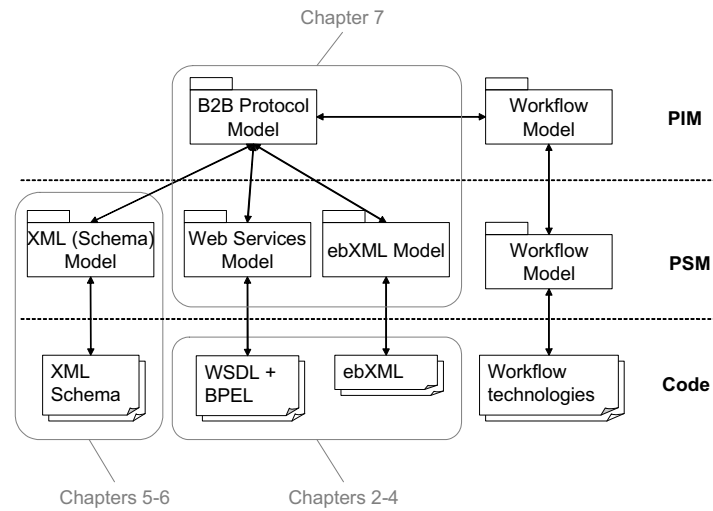 Chapter 7
B2B Protocol
Model
Workflow
Model
PIM
XML (Schema)
Model
Web Services
Model
ebXML Model
Workflow
Model
PSM
XML
Schema
WSDL +
BPEL
ebXML
Workflow
technologies
Code
Chapters 5-6
Chapters 2-4